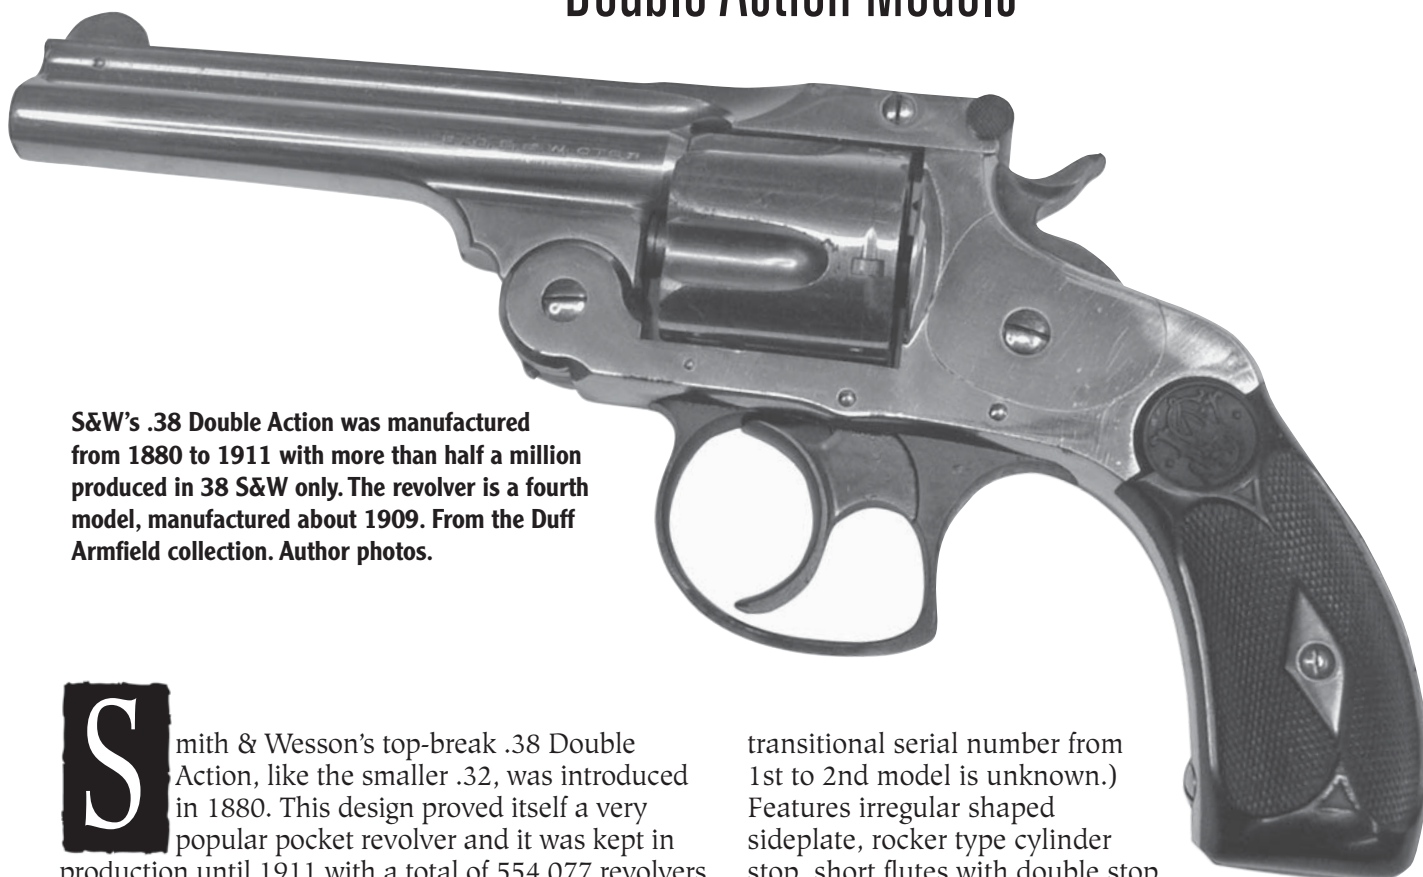 Double Action Models
S&W's .38 Double Action was manufactured
from 1880 to 1911 with more than half a million
produced in 38 S&W only. The revolver is a fourth
model, manufactured about 1909. From the Duff
Armfield collection. Author photos.
Smith & Wesson's top-break .38 Double
Action, like the smaller .32, was introduced
in 1880. This design proved itself a very
popular pocket revolver and it was kept in
production until 1911 with a total of 554,077 revolvers
transitional serial number from
1st to 2nd model is unknown.)
Features irregular shaped
sideplate, rocker type cylinder
stop, short flutes with double stop